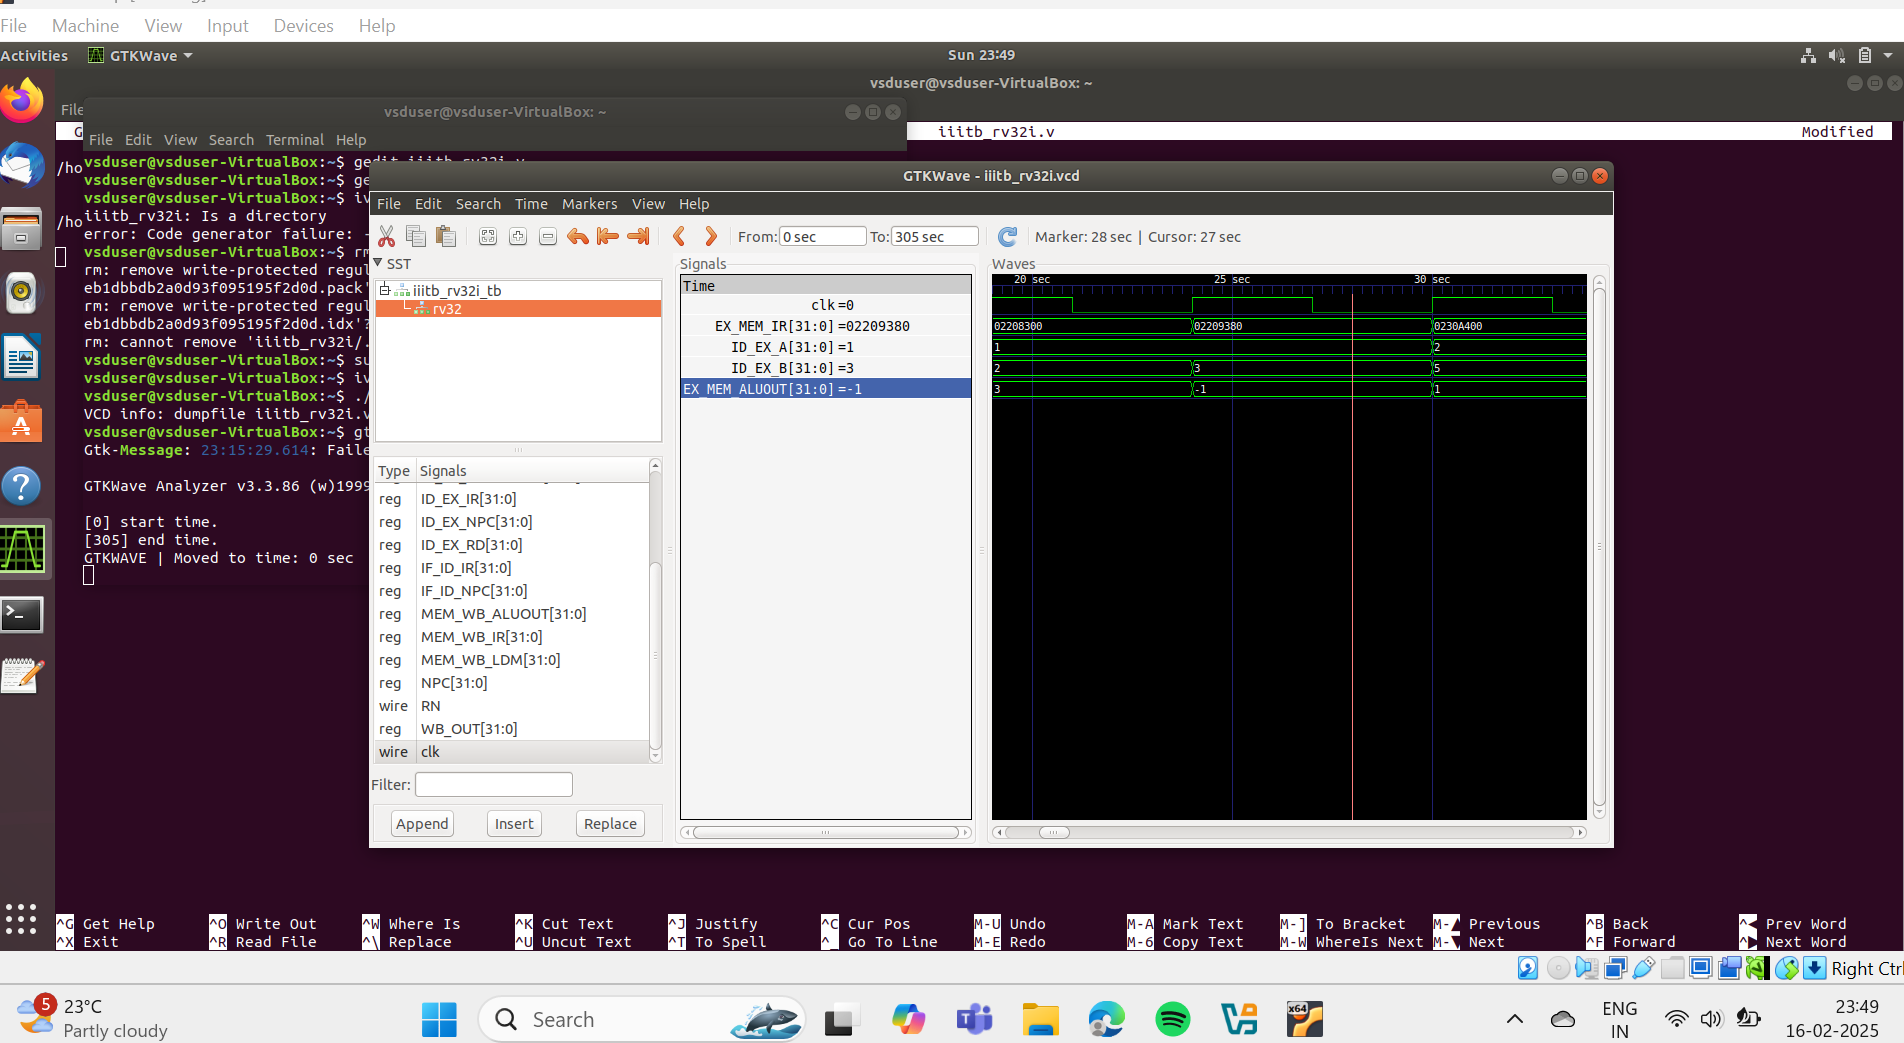 File Machine View Input Devices Help
Activities GTKWave Sun 23:49
vsduser@vsduser-VirtualBox: ~
File
vsduser@vsduser-VirtualBox: ~
G iiitb_rv32i.v Modified
File Edit View Search Terminal Help
/ho
/ho
vsduser@vsduser-VirtualBox:~$ gedit iiitb_rv32i.v
vsduser@vsduser-VirtualBox:~$ ge
vsduser@vsduser-VirtualBox:~$ iv
iiitb_rv32i: Is a directory
error: Code generator failure: -
vsduser@vsduser-VirtualBox:~$ rm
rm: remove write-protected regul
eb1dbbdb2a0d93f095195f2d0d.pack'
rm: remove write-protected regul
eb1dbbdb2a0d93f095195f2d0d.idx'?
rm: cannot remove 'iiitb_rv32i/.
vsduser@vsduser-VirtualBox:~$ su
vsduser@vsduser-VirtualBox:~$ iv
vsduser@vsduser-VirtualBox:~$ ./
VCD info: dumpfile iiitb_rv32i.v
vsduser@vsduser-VirtualBox:~$ gt
Gtk-Message: 23:15:29.614: Faile
GTKWave Analyzer v3.3.86 (w)1999
[0] start time.
[305] end time.
GTKWAVE | Moved to time: 0 sec
GTKWave - iiitb_rv32i.vcd
File Edit Search Time Markers View Help
From: 0 sec To: 305 sec Marker: 28 sec | Cursor: 27 sec
SST
iiitb_rv32i_tb
rv32
Type Signals
reg ID_EX_IR[31:0]
reg ID_EX_NPC[31:0]
reg ID_EX_RD[31:0]
reg IF_ID_IR[31:0]
reg IF_ID_NPC[31:0]
reg MEM_WB_ALUOUT[31:0]
reg MEM_WB_IR[31:0]
reg MEM_WB_LDM[31:0]
reg NPC[31:0]
wire RN
reg WB_OUT[31:0]
wire clk
Filter:
Append Insert Replace
Signals
Time
clk=0
EX_MEM_IR[31:0]=02209380
ID_EX_A[31:0]=1
ID_EX_B[31:0]=3
EX_MEM_ALUOUT[31:0]=-1
Waves
20 sec 25 sec 30 sec
02208300 02209380 0230A400
1 2
2 3 5
3 -1 1
^G Get Help ^O Write Out ^W Where Is ^K Cut Text ^J Justify ^C Cur Pos M-U Undo M-A Mark Text M-] To Bracket M-▲ Previous ^B Back ^◀ Prev Word
^X Exit ^R Read File ^\ Replace ^U Uncut Text ^T To Spell ^_ Go To Line M-E Redo M-6 Copy Text M-W WhereIs Next M-▼ Next ^F Forward ^▶ Next Word
Right Ctrl
5
23°C
Partly cloudy
Search
x64
ENG
IN
23:49
16-02-2025